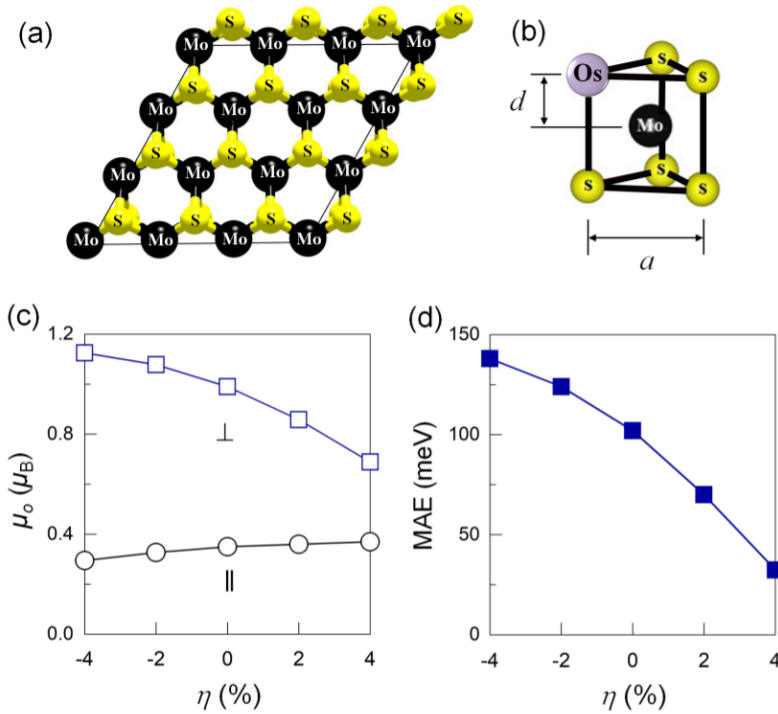 (a)
S S S S
Mo Mo Mo Mo
S S S S
Mo Mo Mo Mo
S S S S
Mo Mo Mo Mo
S S S S
Mo Mo Mo Mo
(b)
s
Os s
d
Mo
s
s s
a
(c)
1.2
0.8
0.4
0.0
μo (μB)
⊥
||
-4 -2 0 2 4
η (%)
(d)
150
100
50
0
MAE (meV)
-4 -2 0 2 4
η (%)